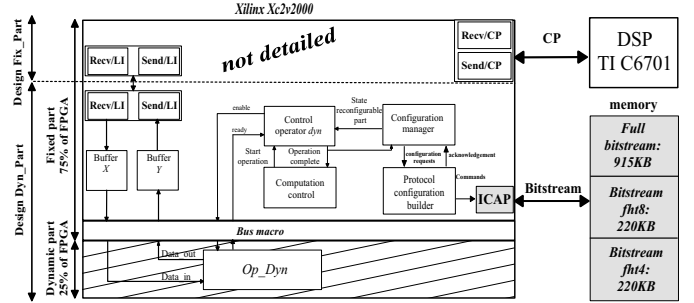 Xilinx Xc2v2000
Design Fix_Part
Design Dyn_Part
Fixed part
75% of FPGA
Dynamic part
25% of FPGA
Recv/LI
Send/LI
not detailed
Recv/CP
Send/CP
CP
DSP
TI C6701
Recv/LI
Send/LI
enable
ready
Control
operator dyn
State
reconfigurable
part
Configuration
manager
Buffer
X
Buffer
Y
Start
operation
Operation
complete
configuration
requests
acknowledgement
Computation
control
Protocol
configuration
builder
Commands
ICAP
Bitstream
memory
Full
bitstream:
915KB
Bitstream
fht8:
220KB
Bitstream
fht4:
220KB
Bus macro
Data_out
Data_in
Op_Dyn